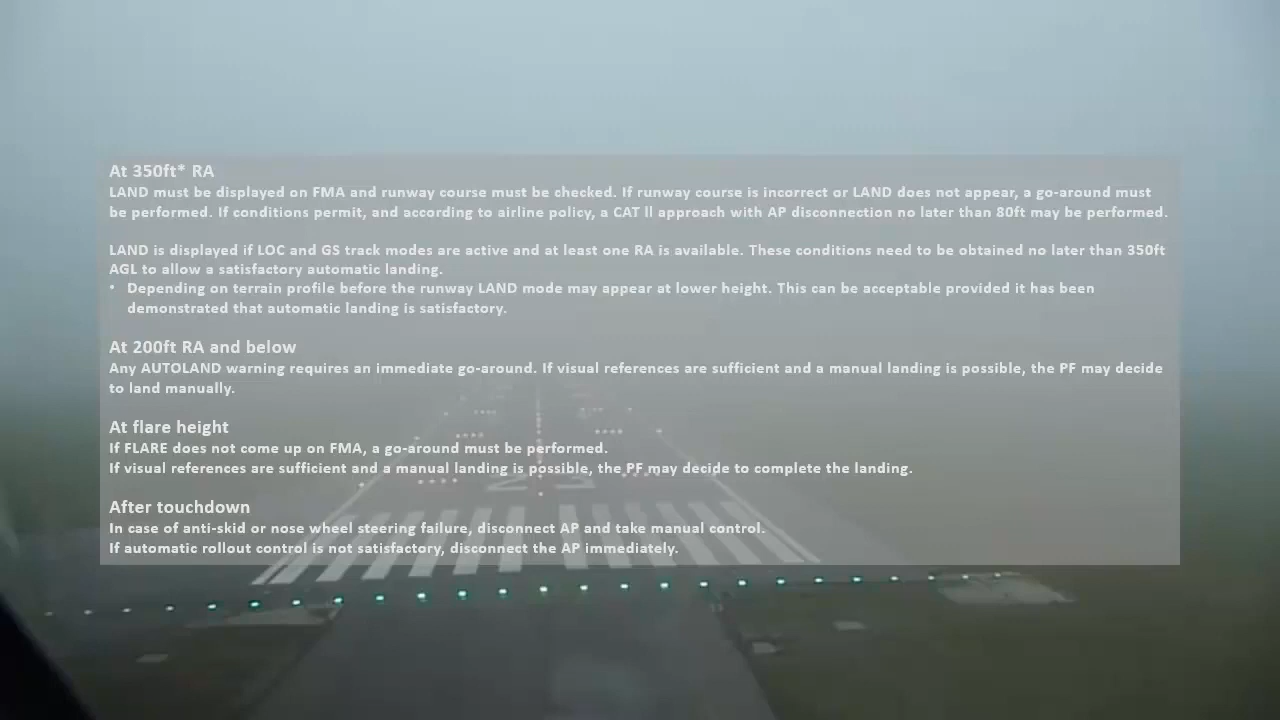 At 350ft* RA
LAND must be displayed on FMA and runway course must be checked. If runway course is incorrect or LAND does not appear, a go-around must
be performed. If conditions permit, and according to airline policy, a CAT ll approach with AP disconnection no later than 80ft may be performed.
LAND is displayed if LOC and GS track modes are active and at least one RA is available. These conditions need to be obtained no later than 350ft
AGL to allow a satisfactory automatic landing.
• Depending on terrain profile before the runway LAND mode may appear at lower height. This can be acceptable provided it has been
demonstrated that automatic landing is satisfactory.
At 200ft RA and below
Any AUTOLAND warning requires an immediate go-around. If visual references are sufficient and a manual landing is possible, the PF may decide
to land manually.
At flare height
If FLARE does not come up on FMA, a go-around must be performed.
If visual references are sufficient and a manual landing is possible, the PF may decide to complete the landing.
23
After touchdown
In case of anti-skid or nose wheel steering failure, disconnect AP and take manual control.
If automatic rollout control is not satisfactory, disconnect the AP immediately.